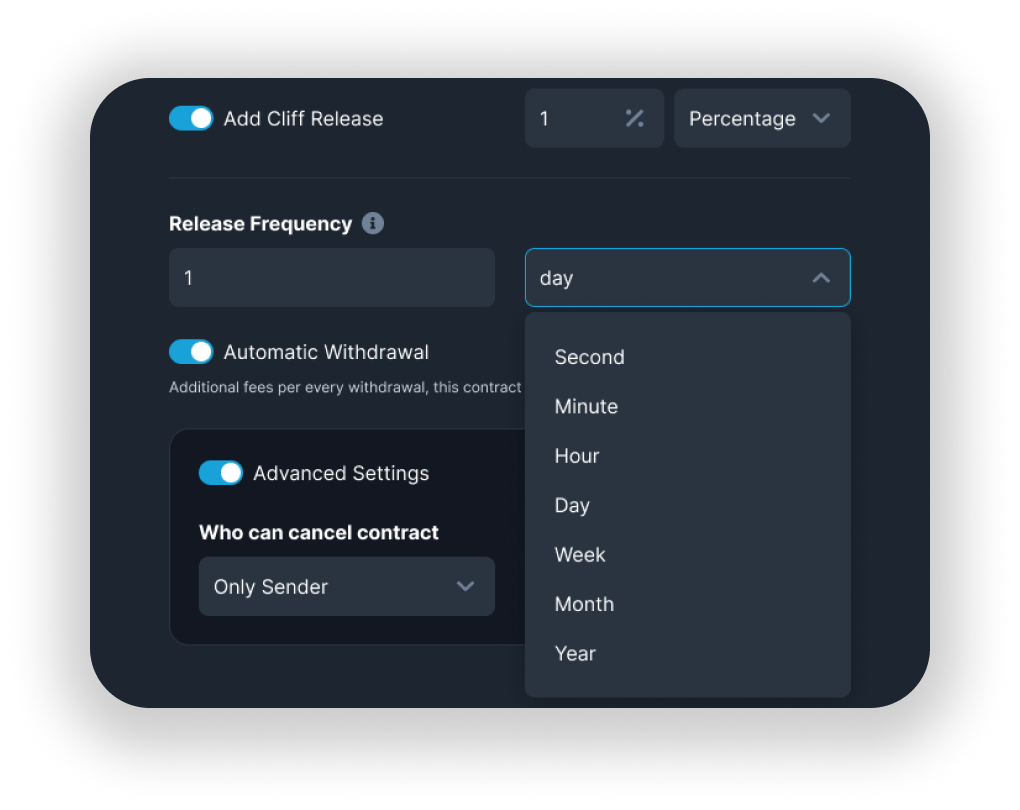 Add Cliff Release
1
Percentage
Release Frequency
1
day
Automatic Withdrawal
Additional fees per every withdrawal, this contract
Second
Minute
Hour
Day
Week
Month
Year
Advanced Settings
Who can cancel contract
Only Sender